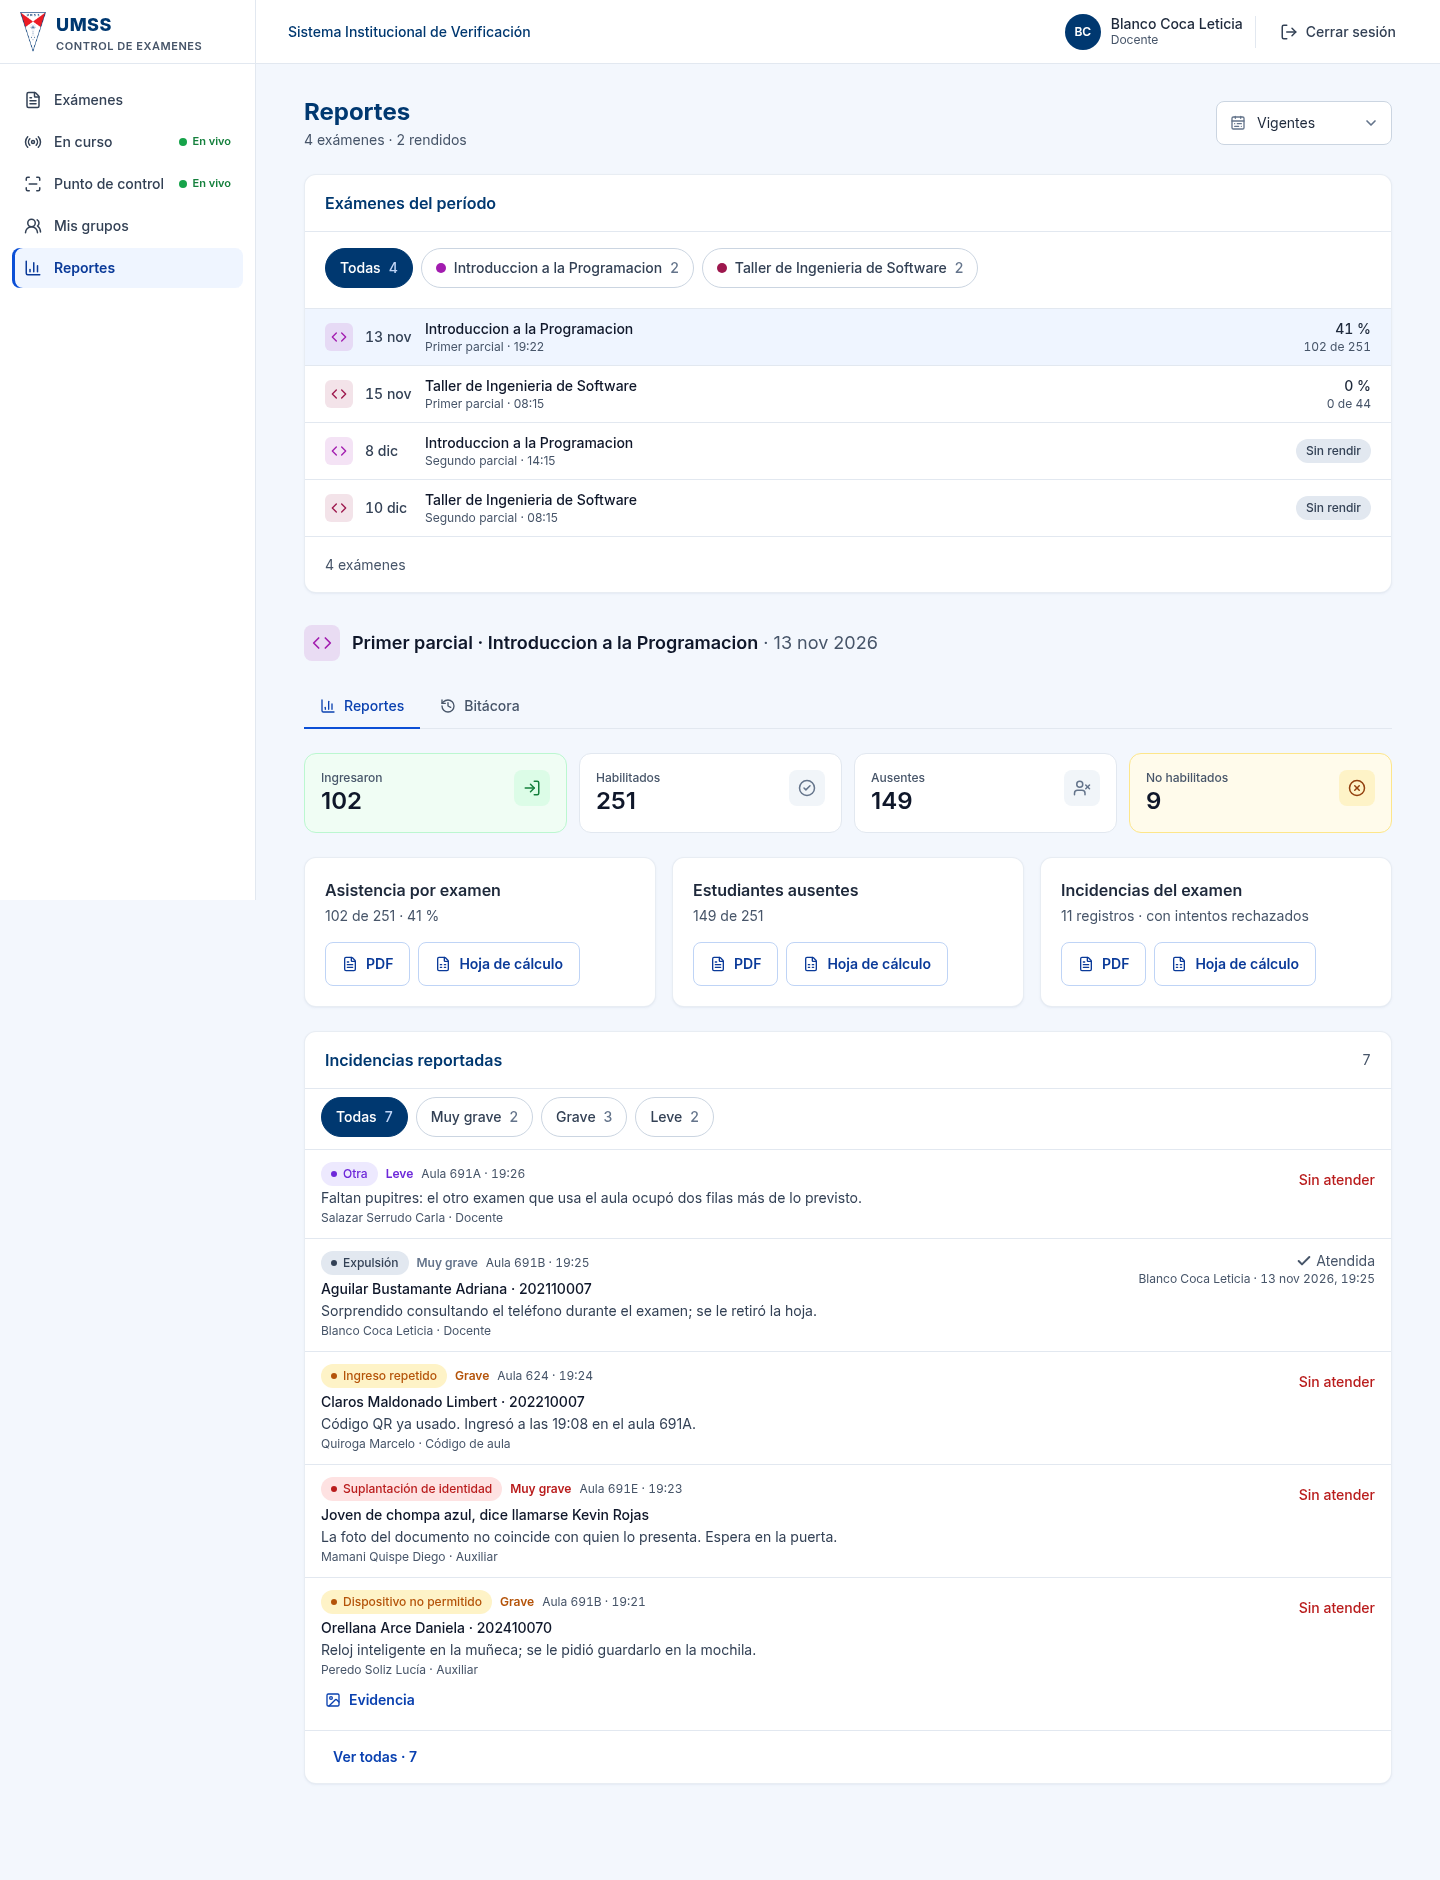 UMSS
CONTROL DE EXÁMENES
Sistema Institucional de Verificación
BC
Blanco Coca Leticia
Docente
Cerrar sesión
Exámenes
En curso
En vivo
Punto de control
En vivo
Mis grupos
Reportes
Reportes
4 exámenes · 2 rendidos
Vigentes
Exámenes del período
Todas 4
Introduccion a la Programacion 2
Taller de Ingenieria de Software 2
13 nov
Introduccion a la Programacion
Primer parcial · 19:22
41 %
102 de 251
15 nov
Taller de Ingenieria de Software
Primer parcial · 08:15
0 %
0 de 44
8 dic
Introduccion a la Programacion
Segundo parcial · 14:15
Sin rendir
10 dic
Taller de Ingenieria de Software
Segundo parcial · 08:15
Sin rendir
4 exámenes
Primer parcial · Introduccion a la Programacion · 13 nov 2026
Reportes
Bitácora
Ingresaron
102
Habilitados
251
Ausentes
149
No habilitados
9
Asistencia por examen
102 de 251 · 41 %
PDF
Hoja de cálculo
Estudiantes ausentes
149 de 251
PDF
Hoja de cálculo
Incidencias del examen
11 registros · con intentos rechazados
PDF
Hoja de cálculo
Incidencias reportadas
7
Todas 7
Muy grave 2
Grave 3
Leve 2
Otra Leve Aula 691A · 19:26
Faltan pupitres: el otro examen que usa el aula ocupó dos filas más de lo previsto.
Salazar Serrudo Carla · Docente
Sin atender
Expulsión Muy grave Aula 691B · 19:25
Aguilar Bustamante Adriana · 202110007
Sorprendido consultando el teléfono durante el examen; se le retiró la hoja.
Blanco Coca Leticia · Docente
Atendida
Blanco Coca Leticia · 13 nov 2026, 19:25
Ingreso repetido Grave Aula 624 · 19:24
Claros Maldonado Limbert · 202210007
Código QR ya usado. Ingresó a las 19:08 en el aula 691A.
Quiroga Marcelo · Código de aula
Sin atender
Suplantación de identidad Muy grave Aula 691E · 19:23
Joven de chompa azul, dice llamarse Kevin Rojas
La foto del documento no coincide con quien lo presenta. Espera en la puerta.
Mamani Quispe Diego · Auxiliar
Sin atender
Dispositivo no permitido Grave Aula 691B · 19:21
Orellana Arce Daniela · 202410070
Reloj inteligente en la muñeca; se le pidió guardarlo en la mochila.
Peredo Soliz Lucía · Auxiliar
Sin atender
Evidencia
Ver todas · 7